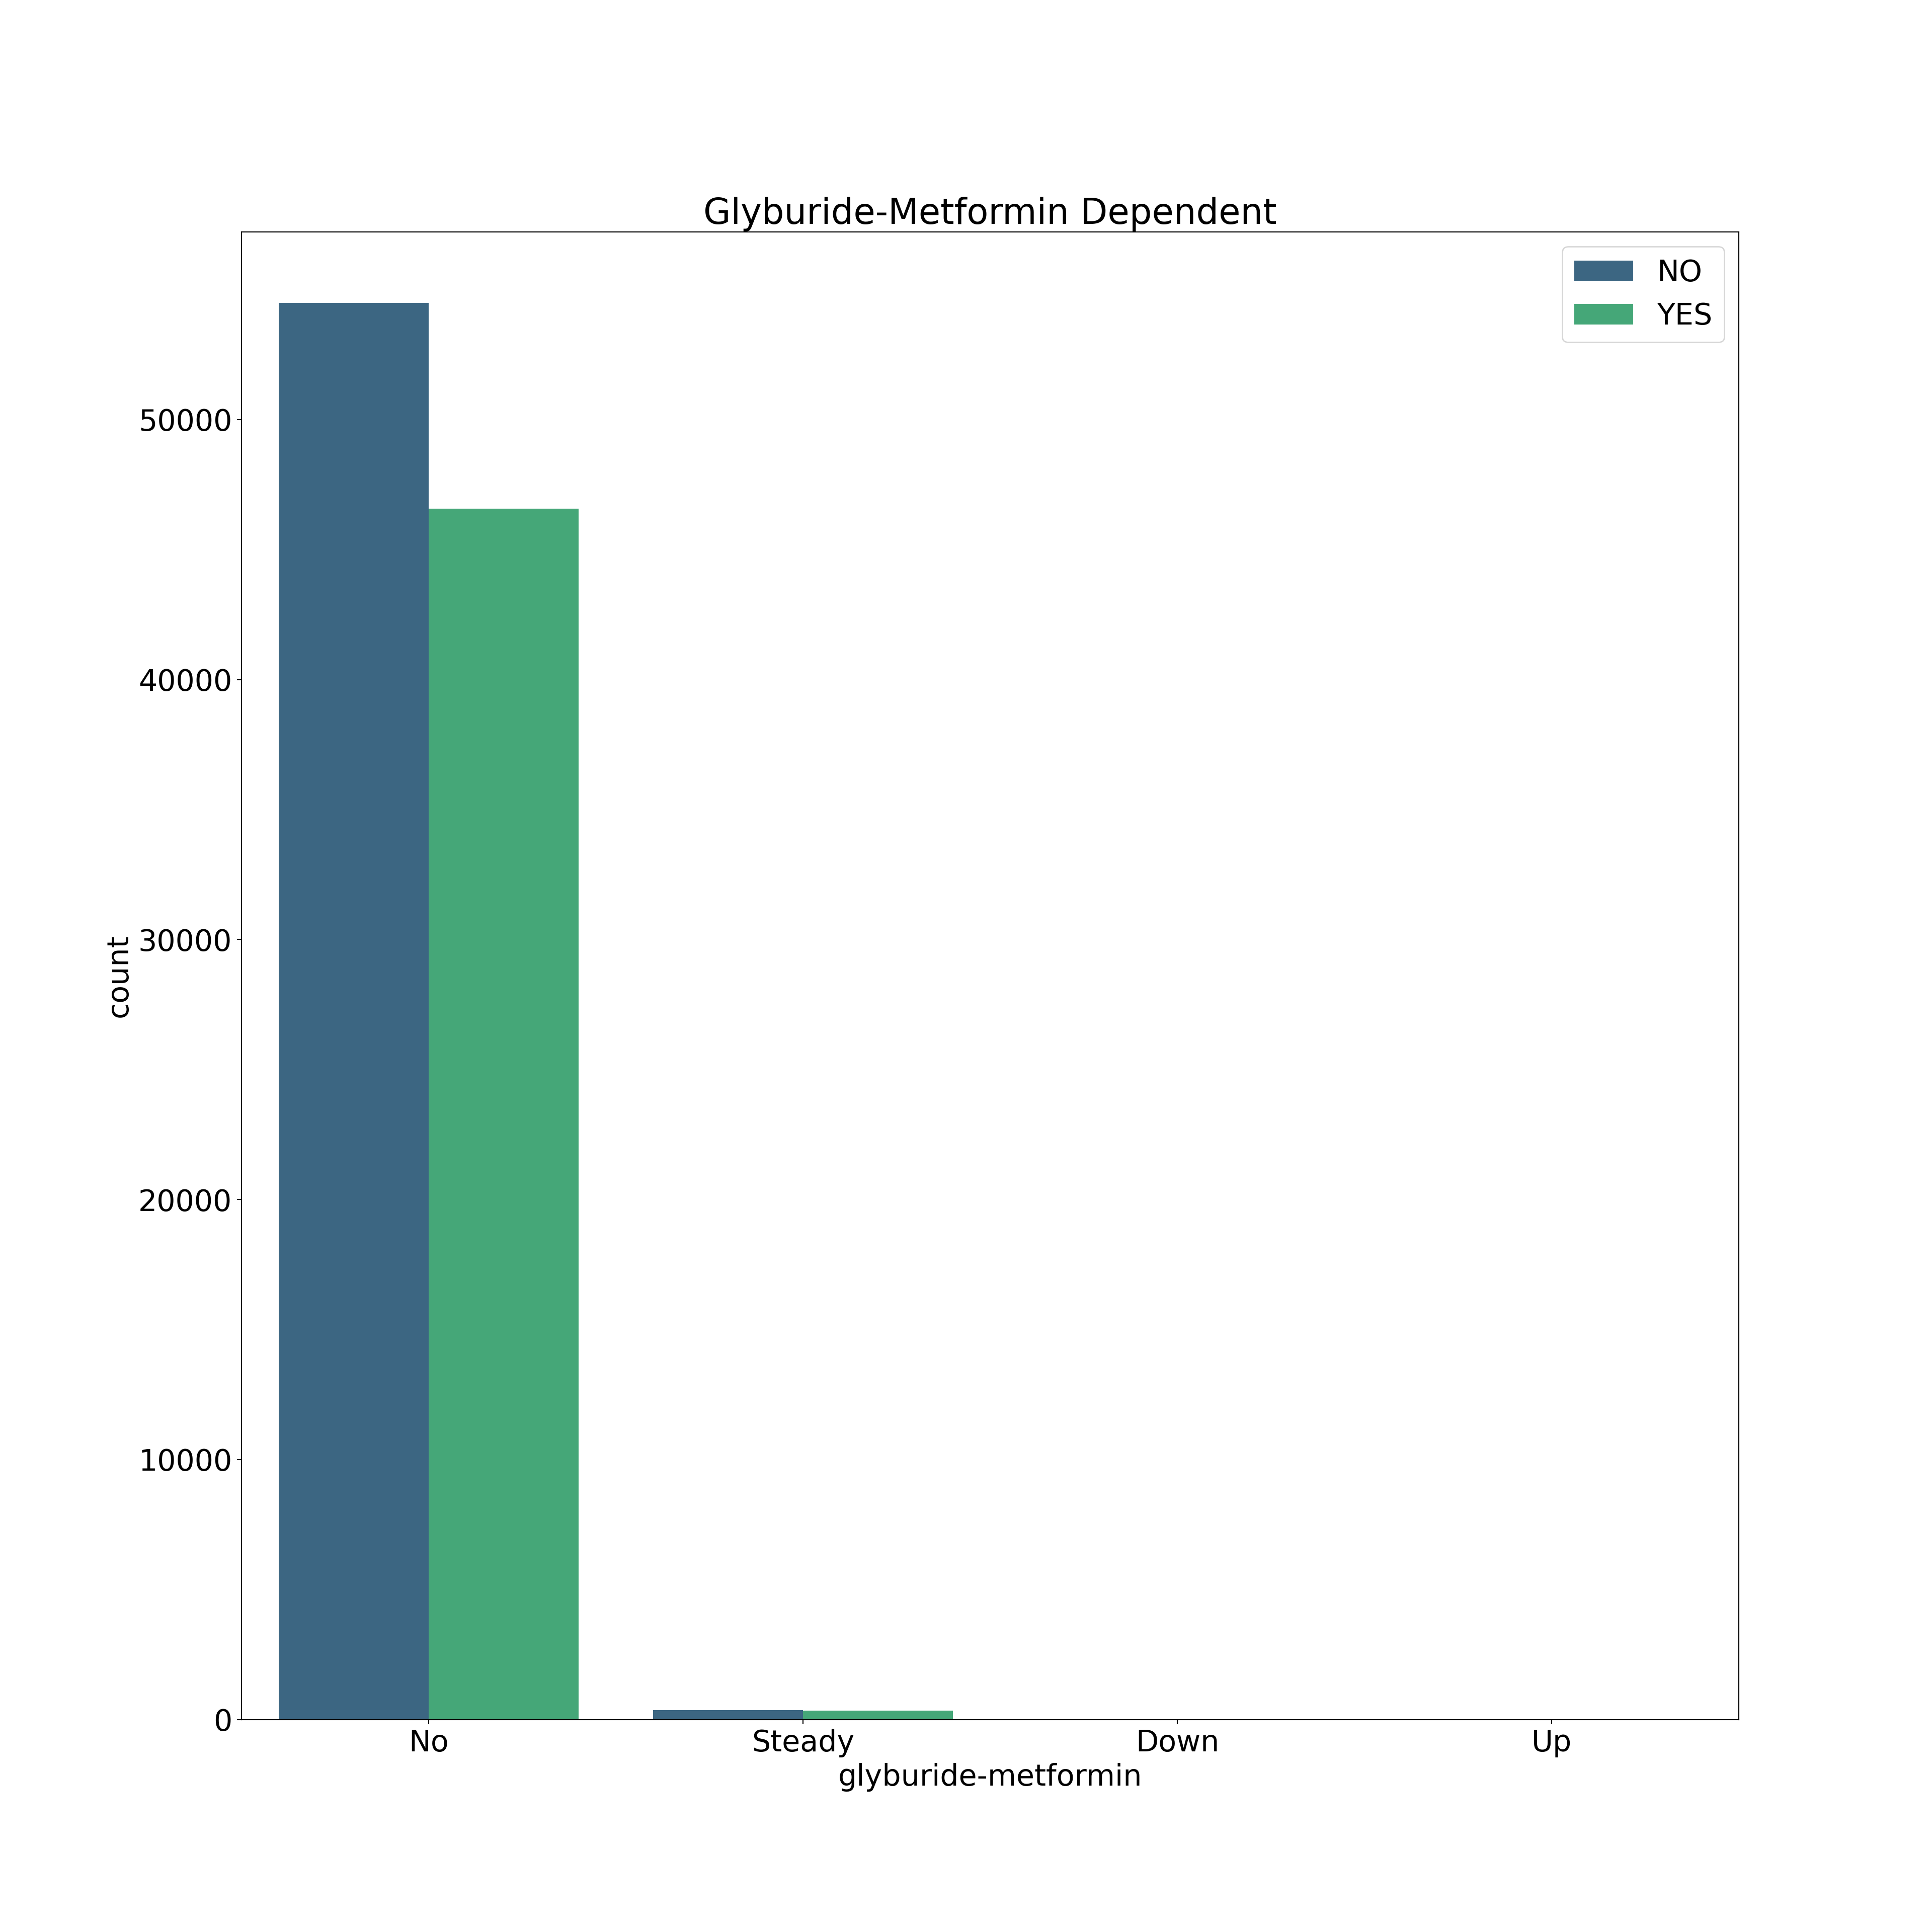 Glyburide-Metformin Dependent
NO
YES
50000
40000
30000
20000
10000
0
count
No
Steady
Down
Up
glyburide-metformin